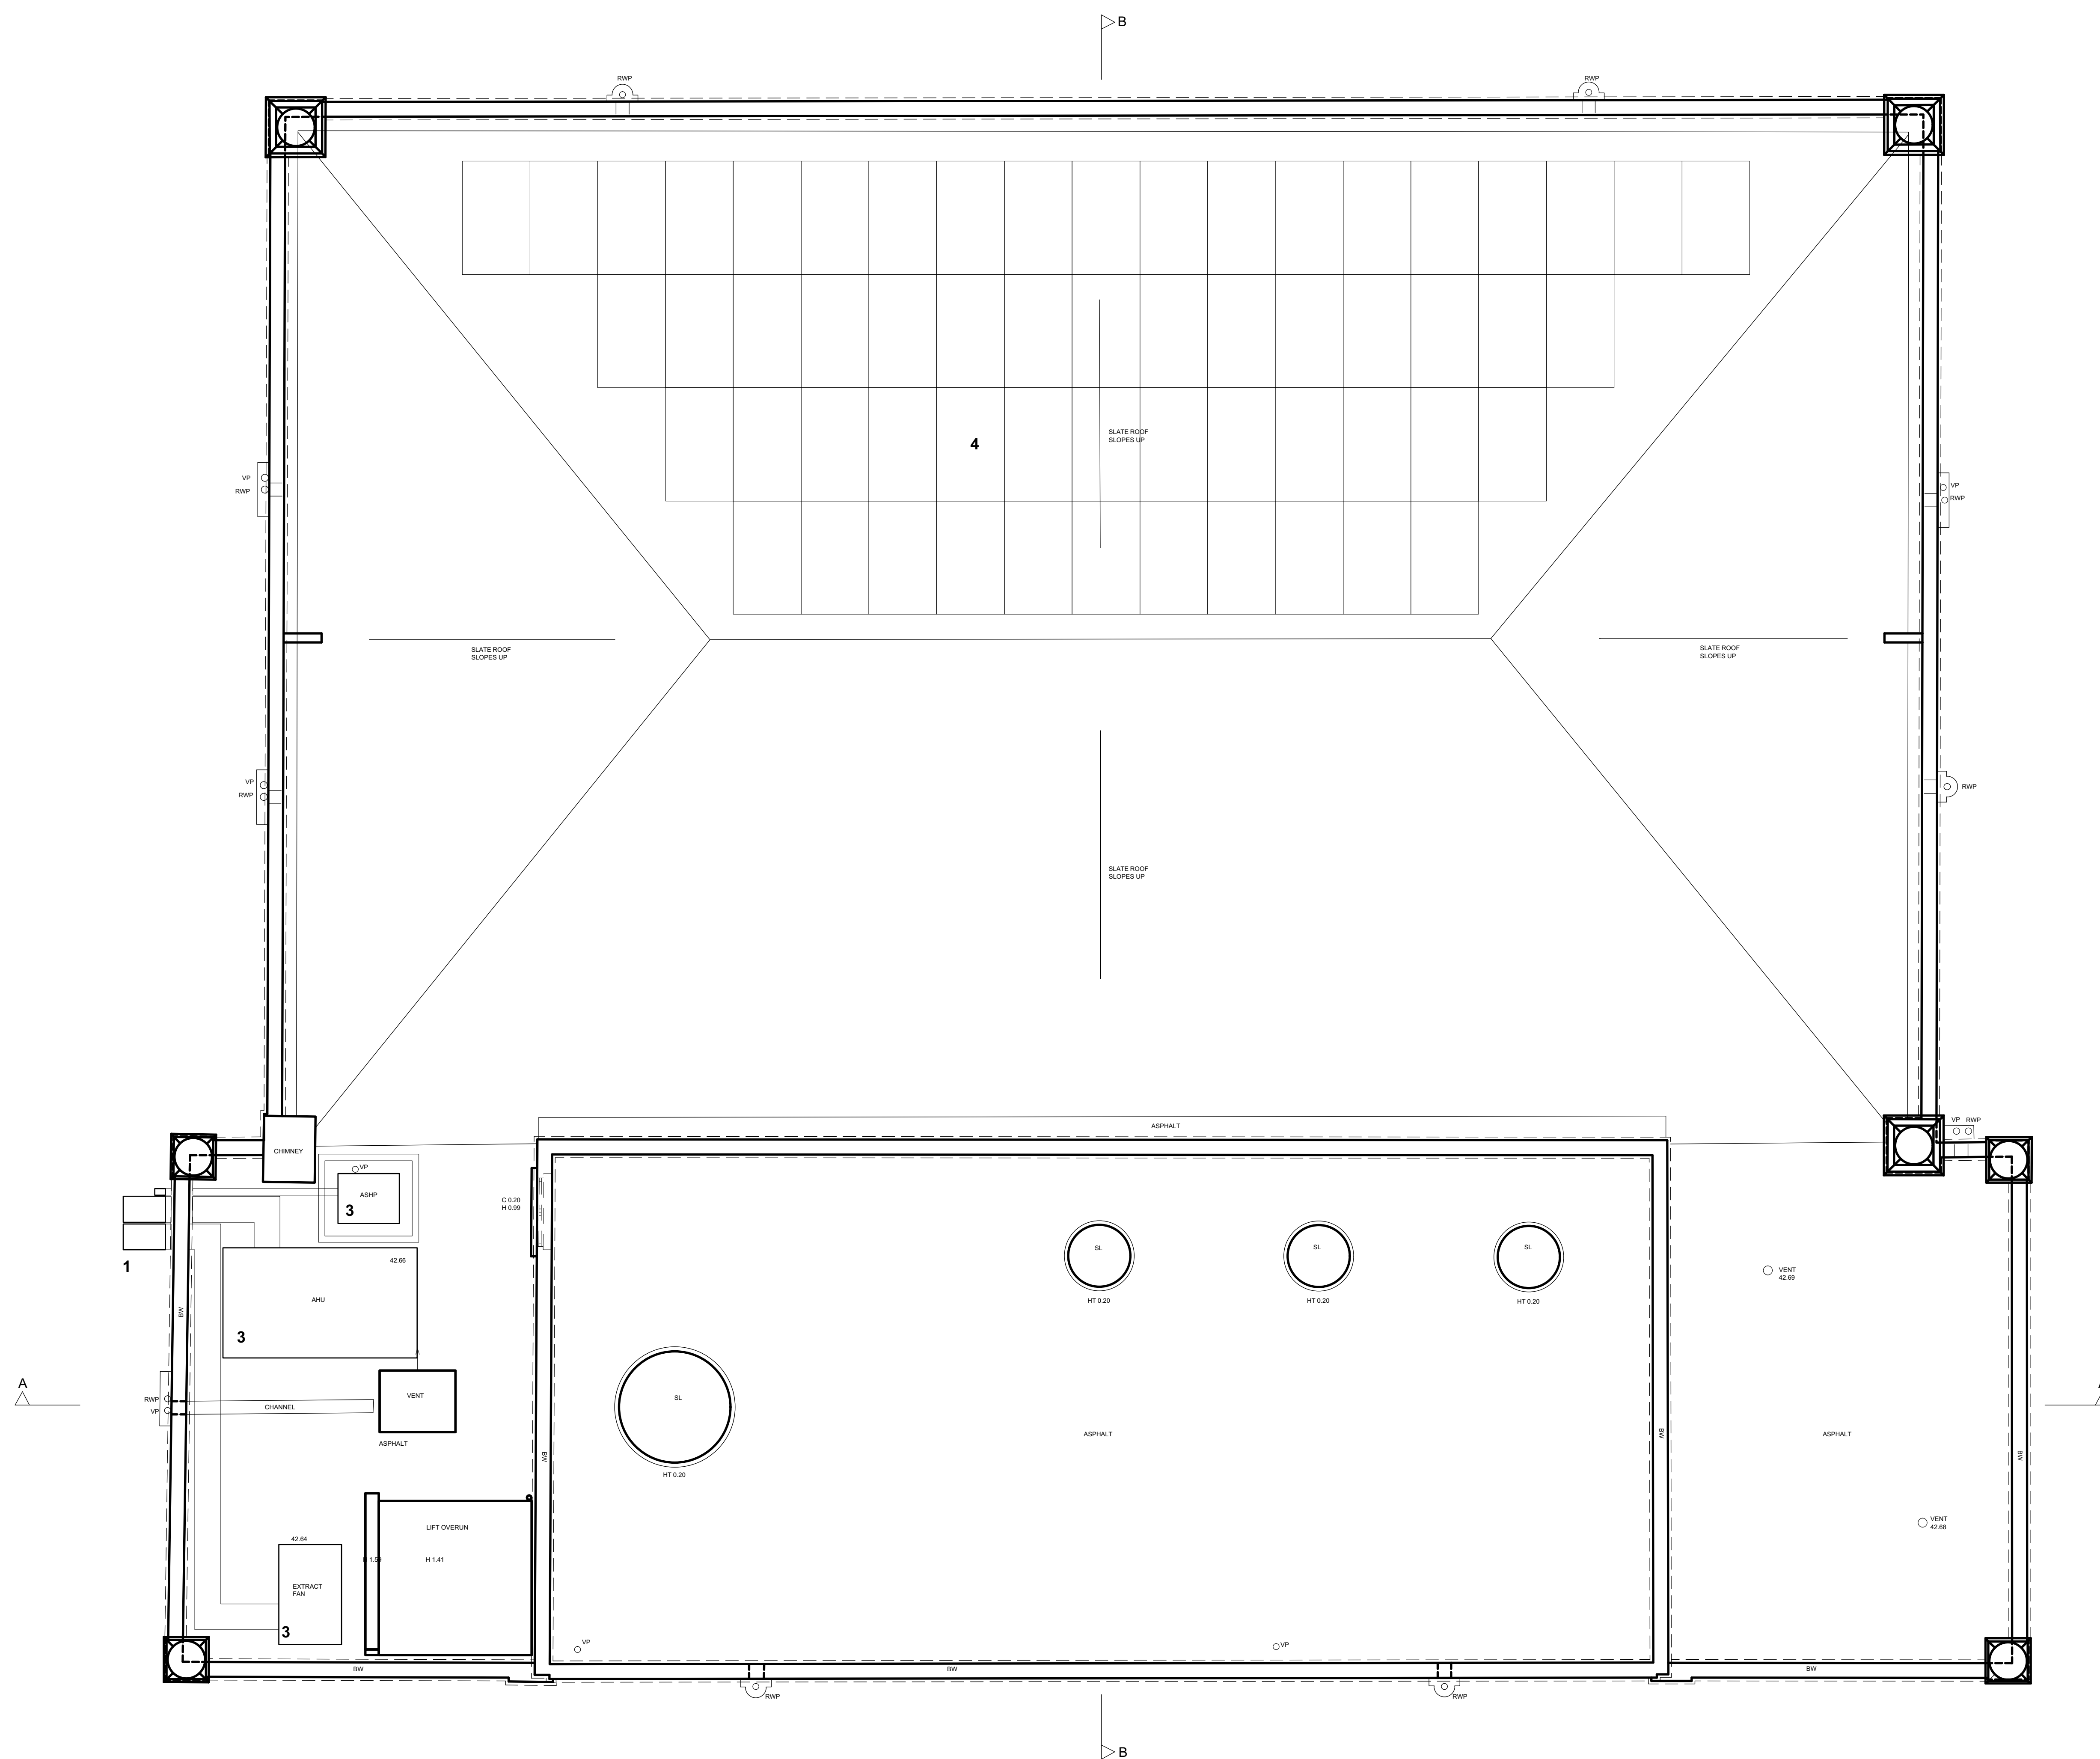 B
RWP
RWP
4
SLATE ROOF
SLOPES UP
VP
RWP
VP
RWP
SLATE ROOF
SLOPES UP
SLATE ROOF
SLOPES UP
VP
RWP
RWP
SLATE ROOF
SLOPES UP
ASPHALT
VP
RWP
CHIMNEY
VP
ASHP
3
C 0.20
H 0.99
SL
SL
SL
1
42.66
AHU
3
HT 0.20
HT 0.20
HT 0.20
VENT
42.69
BW
A
RWP
VP
CHANNEL
VENT
ASPHALT
SL
HT 0.20
BW
ASPHALT
BW
ASPHALT
BW
LIFT OVERUN
H 1.41
42.64
EXTRACT
FAN
3
VENT
42.68
VP
VP
BW
BW
BW
RWP
RWP
B